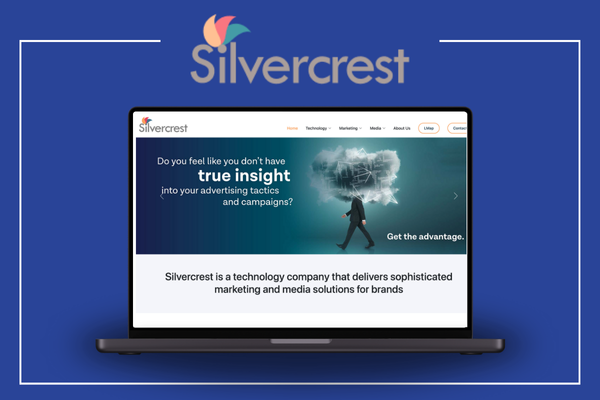 Silvercrest
Silvercrest
Home Technology Marketing Media About Us LMap Contact
Do you feel like you don't have
true insight
into your advertising tactics
and campaigns?
Get the advantage.
Silvercrest is a technology company that delivers sophisticated
marketing and media solutions for brands